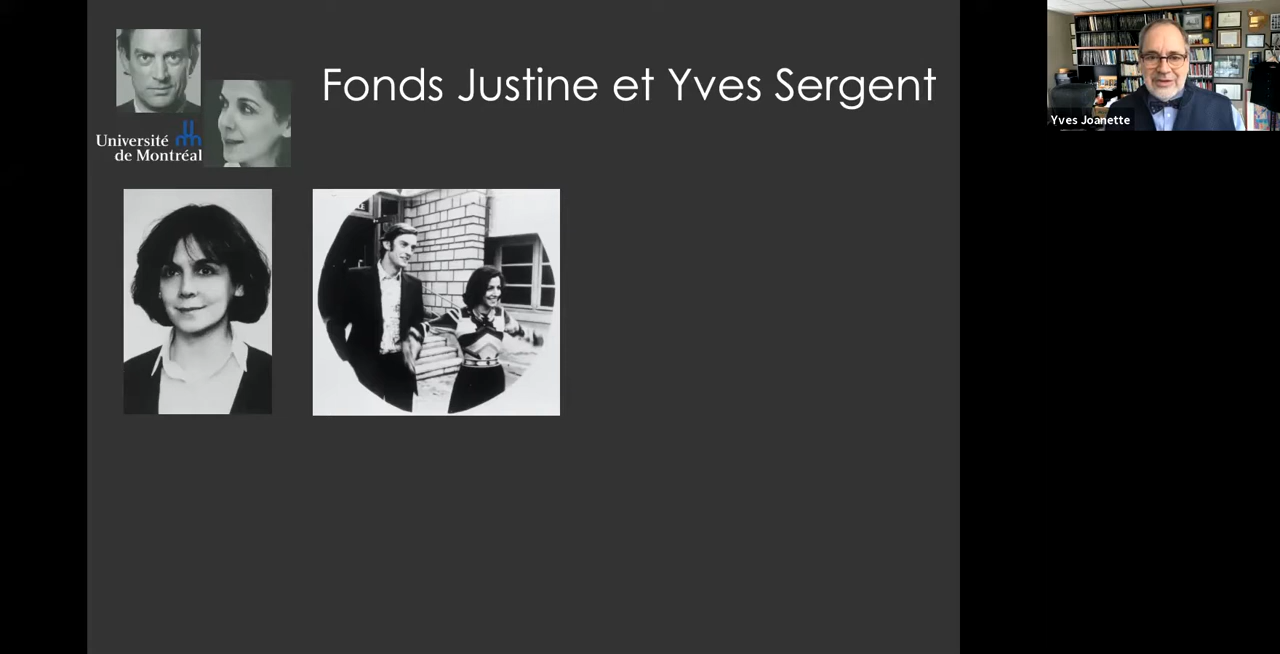 Fonds Justine et Yves Sergent
Université
de Montréal
Yves Joanette